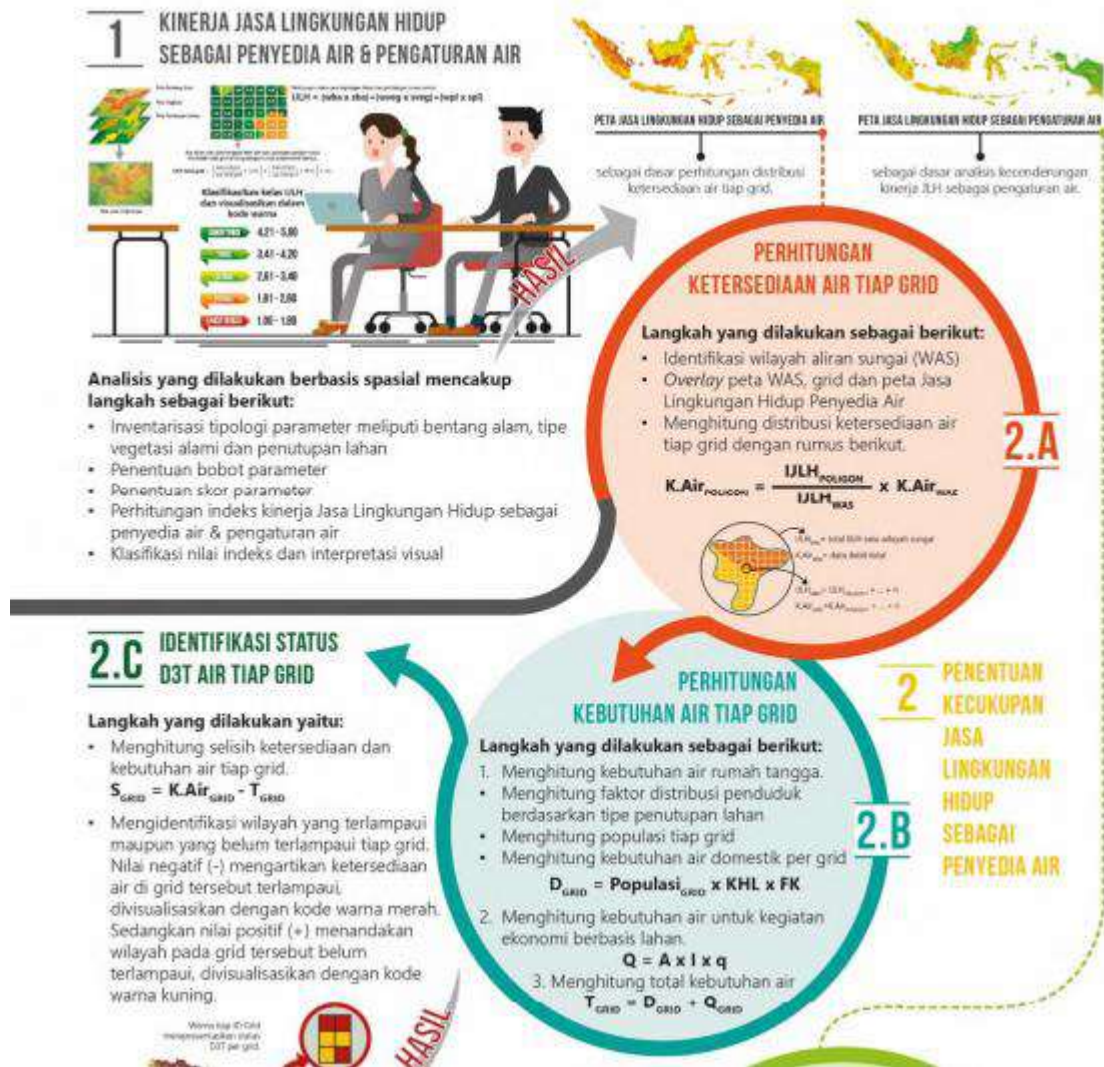 1
KINERJA JASA LINGKUNGAN HIDUP
SEBAGAI PENYEDIA AIR & PENGATURAN AIR
Klasifikasikan kelas IJLH
dan visualisasikan dalam
kode warna
4,21 - 5,00
3,41 - 4,20
2,61 - 3,40
1,81 - 2,60
1,00 - 1,80
HASIL
PETA JASA LINGKUNGAN HIDUP SEBAGAI PENYEDIA AIR
sebagai dasar perhitungan distribusi
ketersediaan air tiap grid.
PETA JASA LINGKUNGAN HIDUP SEBAGAI PENGATURAN AIR
sebagai dasar analisis kecenderungan
kinerja JLH sebagai pengaturan air.
Analisis yang dilakukan berbasis spasial mencakup
langkah sebagai berikut:
• Inventarisasi tipologi parameter meliputi bentang alam, tipe
vegetasi alami dan penutupan lahan
• Penentuan bobot parameter
• Penentuan skor parameter
• Perhitungan indeks kinerja Jasa Lingkungan Hidup sebagai
penyedia air & pengaturan air
• Klasifikasi nilai indeks dan interpretasi visual
PERHITUNGAN
KETERSEDIAAN AIR TIAP GRID
Langkah yang dilakukan sebagai berikut:
• Identifikasi wilayah aliran sungai (WAS)
• Overlay peta WAS, grid dan peta Jasa
Lingkungan Hidup Penyedia Air
• Menghitung distribusi ketersediaan air
tiap grid dengan rumus berikut.
K.Air POLIGON = IJLH POLIGON / IJLH WAS x K.Air WAS
2.A
2
PENENTUAN
KECUKUPAN
JASA
LINGKUNGAN
HIDUP
SEBAGAI
PENYEDIA AIR
PERHITUNGAN
KEBUTUHAN AIR TIAP GRID
Langkah yang dilakukan sebagai berikut:
1. Menghitung kebutuhan air rumah tangga.
• Menghitung faktor distribusi penduduk
berdasarkan tipe penutupan lahan
• Menghitung populasi tiap grid
• Menghitung kebutuhan air domestik per grid
D GRID = Populasi GRID x KHL x FK
2. Menghitung kebutuhan air untuk kegiatan
ekonomi berbasis lahan.
Q = A x I x q
3. Menghitung total kebutuhan air
T GRID = D GRID + Q GRID
2.B
2.C
IDENTIFIKASI STATUS
D3T AIR TIAP GRID
Langkah yang dilakukan yaitu:
• Menghitung selisih ketersediaan dan
kebutuhan air tiap grid.
S GRID = K.Air GRID - T GRID
• Mengidentifikasi wilayah yang terlampaui
maupun yang belum terlampaui tiap grid.
Nilai negatif (-) mengartikan ketersediaan
air di grid tersebut terlampaui,
divisualisasikan dengan kode warna merah.
Sedangkan nilai positif (+) menandakan
wilayah pada grid tersebut belum
terlampaui, divisualisasikan dengan kode
warna kuning.
Warna tiap ID Grid
merepresentasikan status
D3T per grid.
HASIL